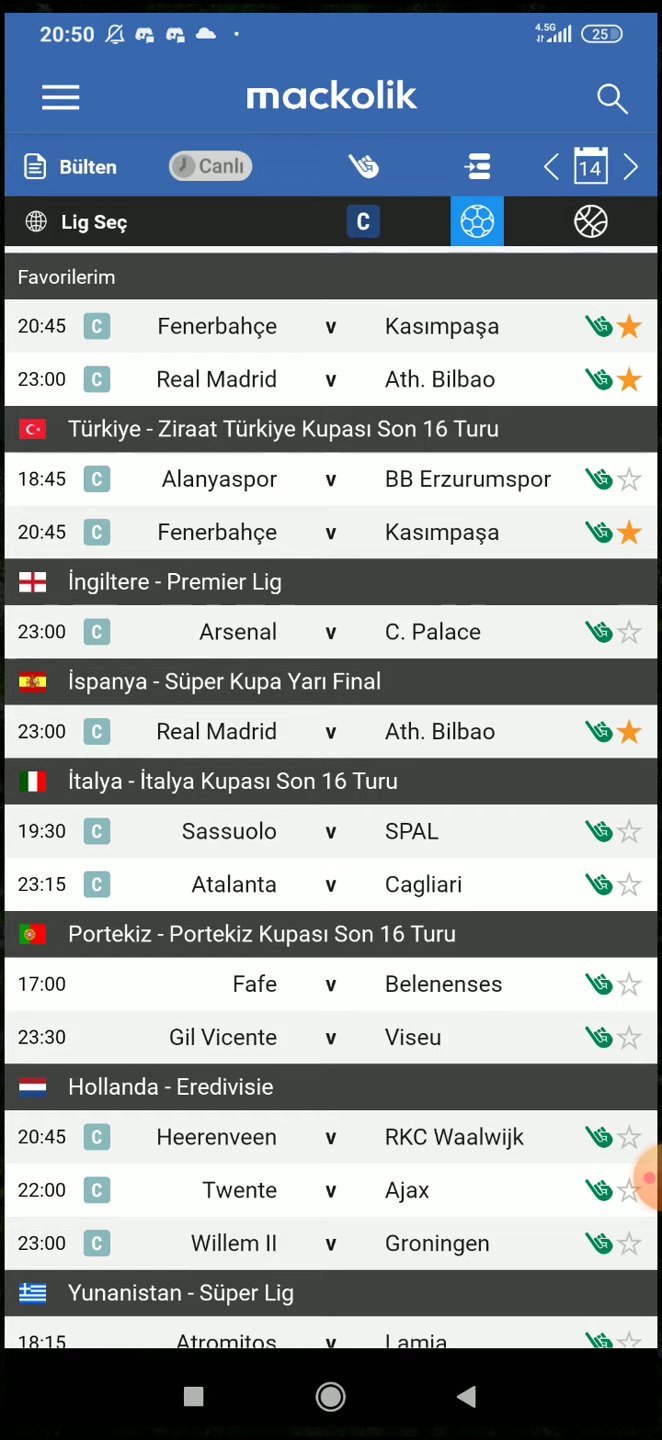 20:50 4.5G 25
mackolik
Bülten Canlı 14
Lig Seç C
Favorilerim
20:45 C Fenerbahçe v Kasımpaşa
23:00 C Real Madrid v Ath. Bilbao
Türkiye - Ziraat Türkiye Kupası Son 16 Turu
18:45 C Alanyaspor v BB Erzurumspor
20:45 C Fenerbahçe v Kasımpaşa
İngiltere - Premier Lig
23:00 C Arsenal v C. Palace
İspanya - Süper Kupa Yarı Final
23:00 C Real Madrid v Ath. Bilbao
İtalya - İtalya Kupası Son 16 Turu
19:30 C Sassuolo v SPAL
23:15 C Atalanta v Cagliari
Portekiz - Portekiz Kupası Son 16 Turu
17:00 Fafe v Belenenses
23:30 Gil Vicente v Viseu
Hollanda - Eredivisie
20:45 C Heerenveen v RKC Waalwijk
22:00 C Twente v Ajax
23:00 C Willem II v Groningen
Yunanistan - Süper Lig
18:15 Atromitos v Lamia